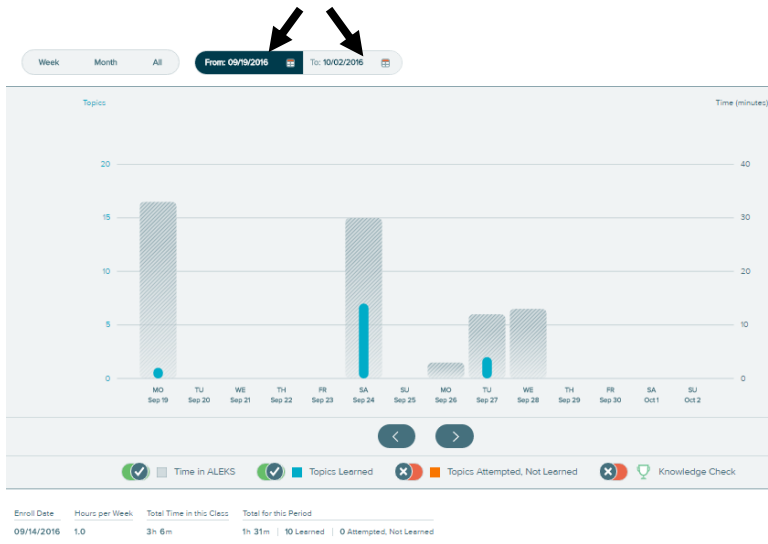 Week Month All From: 09/19/2016 To: 10/02/2016
Topics Time (minutes)
20 40
15 30
10 20
5 10
0 0
MO TU WE TH FR SA SU MO TU WE TH FR SA SU
Sep 19 Sep 20 Sep 21 Sep 22 Sep 23 Sep 24 Sep 25 Sep 26 Sep 27 Sep 28 Sep 29 Sep 30 Oct 1 Oct 2
Time in ALEKS Topics Learned Topics Attempted, Not Learned Knowledge Check
Enroll Date Hours per Week Total Time in this Class Total for this Period
09/14/2016 1.0 3h 6m 1h 31m | 10 Learned | 0 Attempted, Not Learned